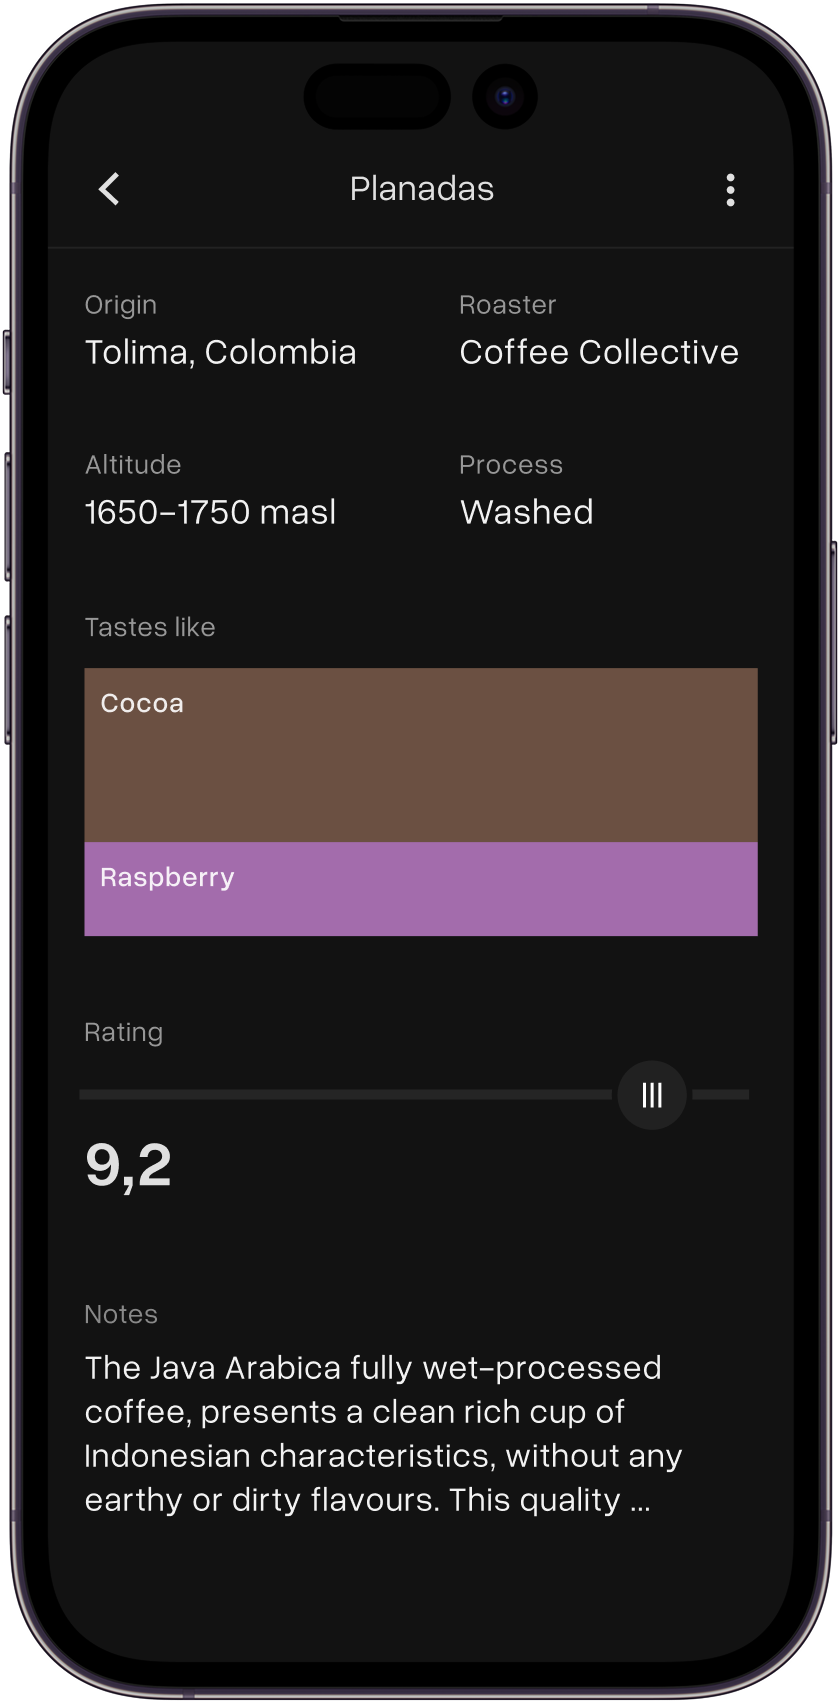 Planadas
Origin
Tolima, Colombia
Roaster
Coffee Collective
Altitude
1650–1750 masl
Process
Washed
Tastes like
Cocoa
Raspberry
Rating
9,2
Notes
The Java Arabica fully wet–processed
coffee, presents a clean rich cup of
Indonesian characteristics, without any
earthy or dirty flavours. This quality ...